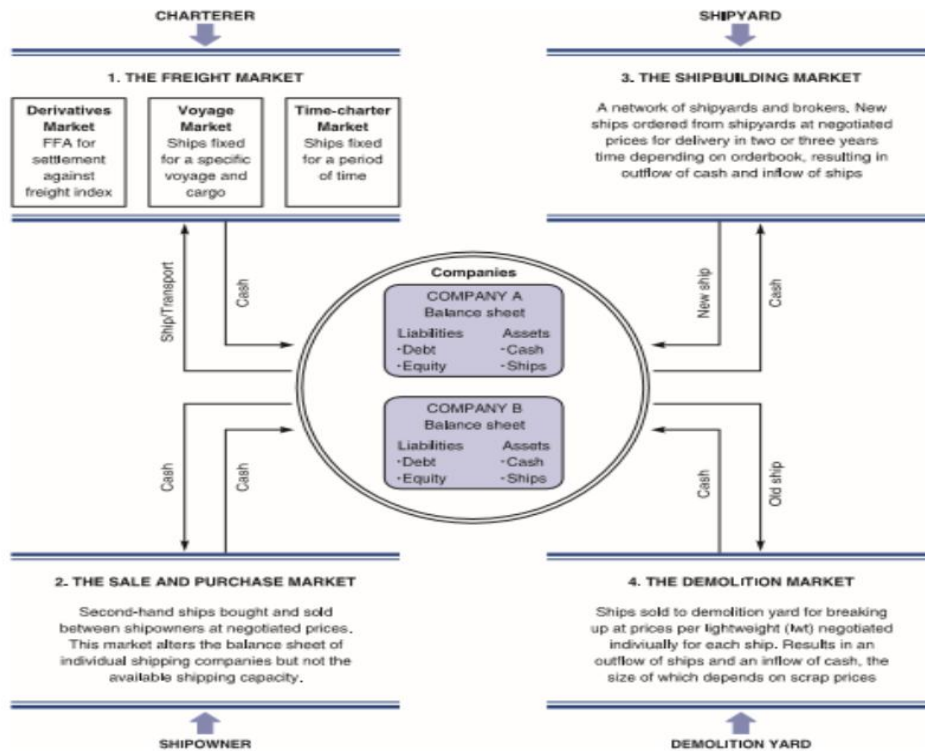 CHARTERER
SHIPYARD
1. THE FREIGHT MARKET
Derivatives
Market
FFA for
settlement
against
freight index
Voyage
Market
Ships fixed
for a specific
voyage and
cargo
Time-charter
Market
Ships fixed
for a period
of time
3. THE SHIPBUILDING MARKET
A network of shipyards and brokers. New
ships ordered from shipyards at negotiated
prices for delivery in two or three years
time depending on orderbook, resulting in
outflow of cash and inflow of ships
Ship/Transport
Cash
New ship
Cash
Companies
COMPANY A
Balance sheet
Liabilities Assets
-Debt -Cash
-Equity -Ships
COMPANY B
Balance sheet
Liabilities Assets
-Debt -Cash
-Equity -Ships
Cash
Cash
Cash
Old ship
2. THE SALE AND PURCHASE MARKET
Second-hand ships bought and sold
between shipowners at negotiated prices.
This market alters the balance sheet of
individual shipping companies but not the
available shipping capacity.
4. THE DEMOLITION MARKET
Ships sold to demolition yard for breaking
up at prices per lightweight (lwt) negotiated
indiviually for each ship. Results in an
outflow of ships and an inflow of cash, the
size of which depends on scrap prices
SHIPOWNER
DEMOLITION YARD